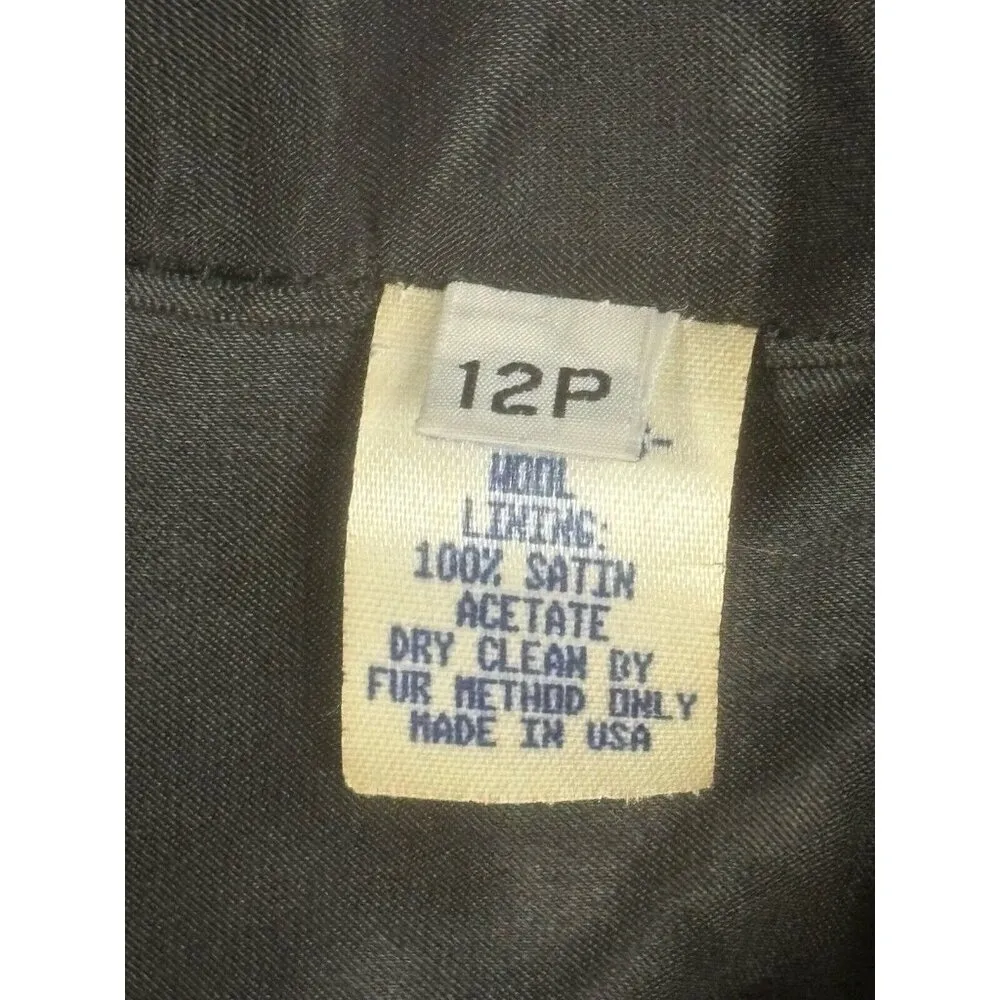 12P
WOOL
LINING:
100% SATIN
ACETATE
DRY CLEAN BY
FUR METHOD ONLY
MADE IN USA